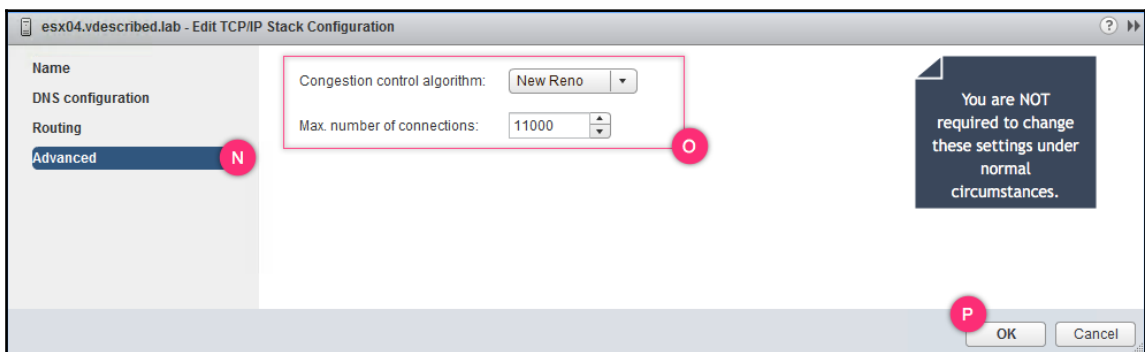 esx04.vdescribed.lab - Edit TCP/IP Stack Configuration ?
Name
DNS configuration
Routing
Advanced N
Congestion control algorithm: New Reno
Max. number of connections: 11000
O
You are NOT
required to change
these settings under
normal
circumstances.
P
OK Cancel